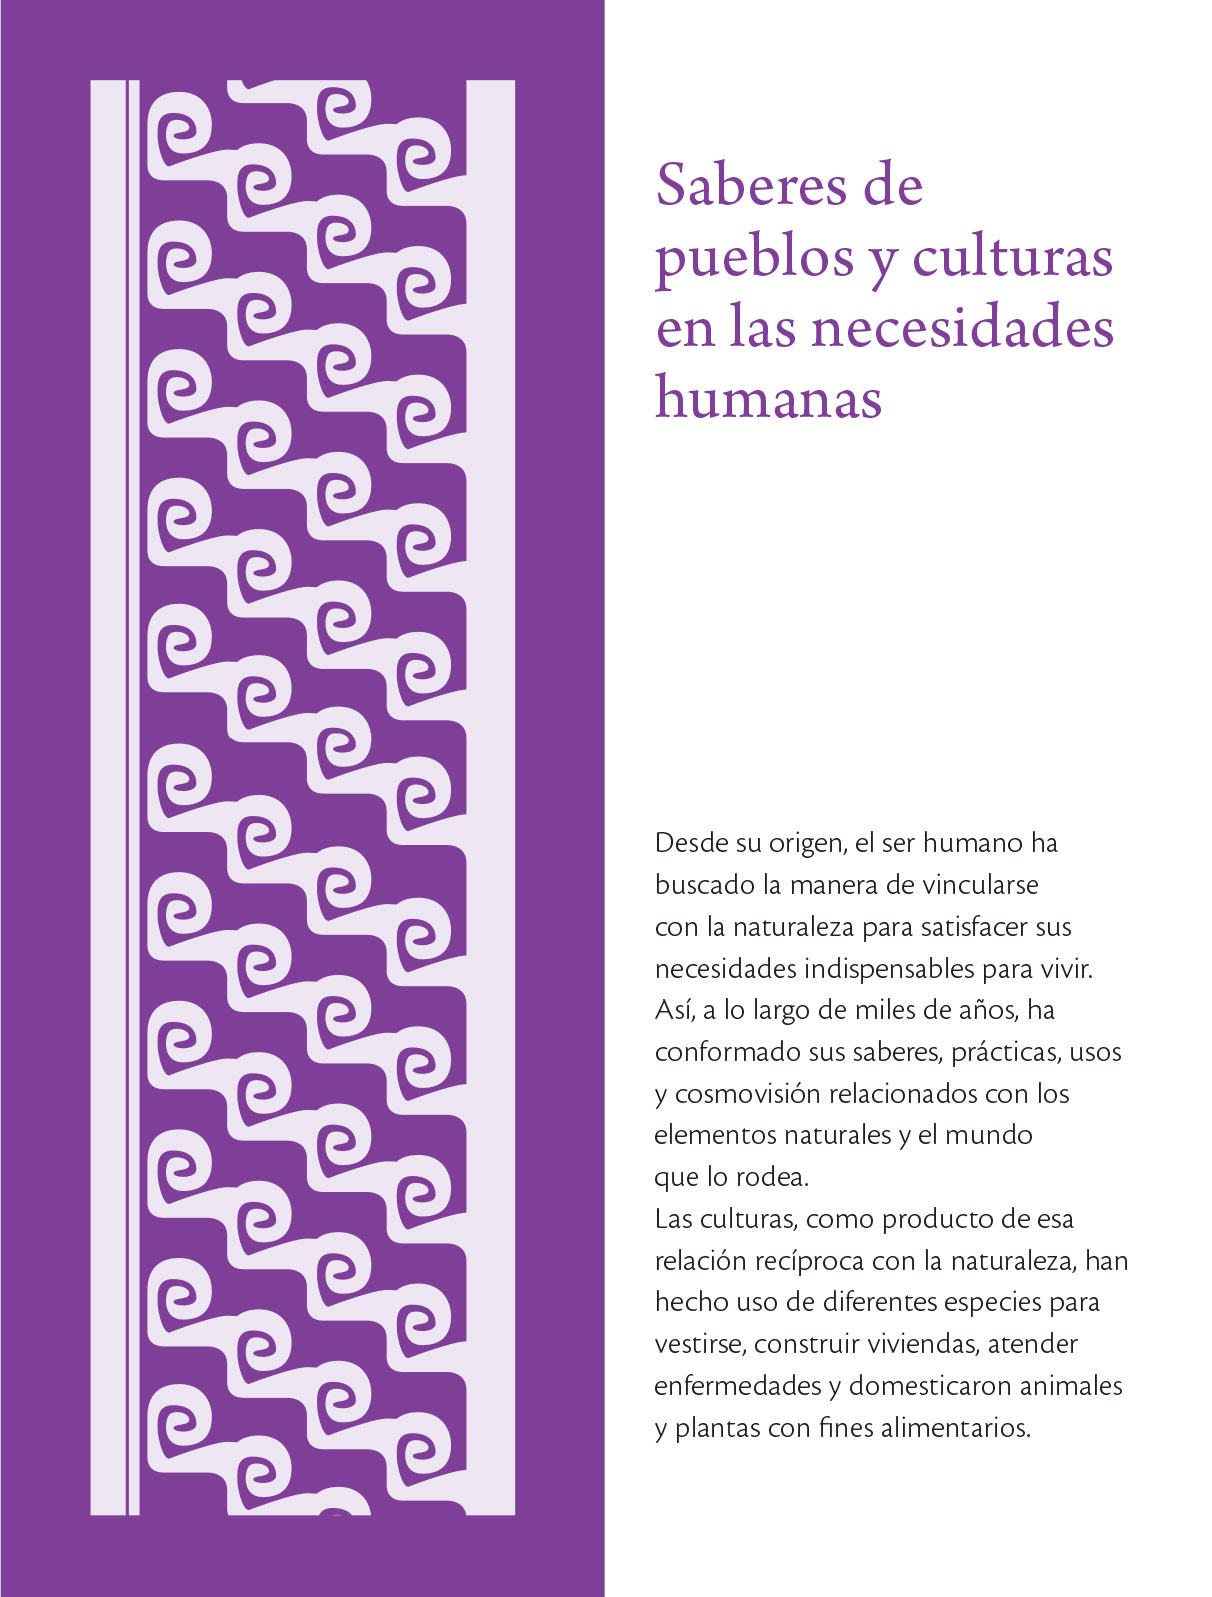 Saberes de
pueblos y culturas
en las necesidades
humanas
Desde su origen, el ser humano ha
buscado la manera de vincularse
con la naturaleza para satisfacer sus
necesidades indispensables para vivir.
Así, a lo largo de miles de años, ha
conformado sus saberes, prácticas, usos
y cosmovisión relacionados con los
elementos naturales y el mundo
que lo rodea.
Las culturas, como producto de esa
relación recíproca con la naturaleza, han
hecho uso de diferentes especies para
vestirse, construir viviendas, atender
enfermedades y domesticaron animales
y plantas con fines alimentarios.